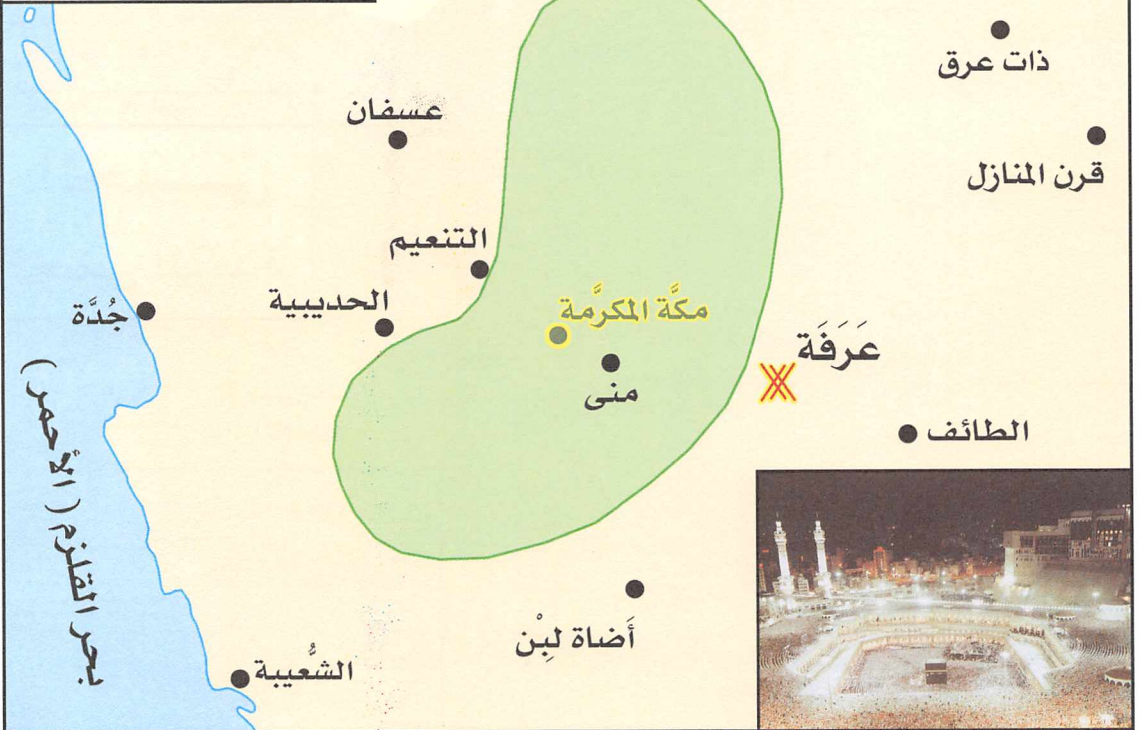 ذات عرق
عسفان
قرن المنازل
التنعيم
الحديبية
مكَّة المكرَّمة
جُدَّة
عَرَفَة
منى
الطائف
بحر القلزم ( الأحمر )
أَضاة لِبْن
الشُّعيبة